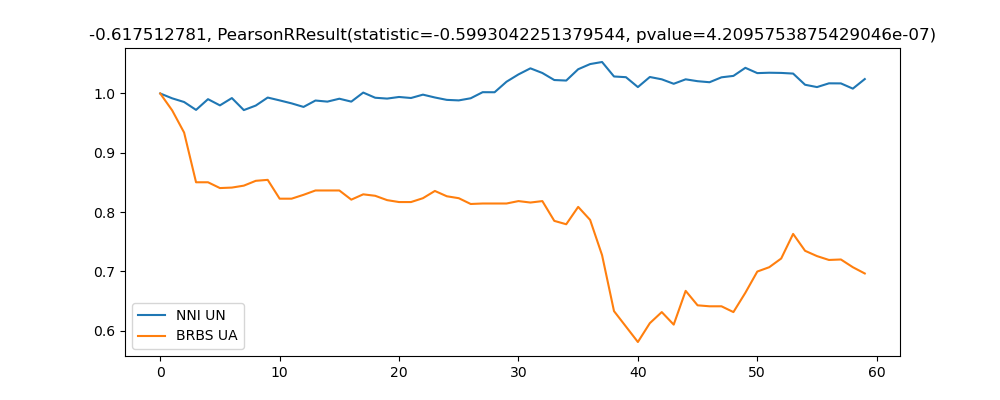 -0.617512781, PearsonRResult(statistic=-0.5993042251379544, pvalue=4.2095753875429046e-07)
1.0
0.9
0.8
0.7
0.6
NNI UN
BRBS UA
0 10 20 30 40 50 60